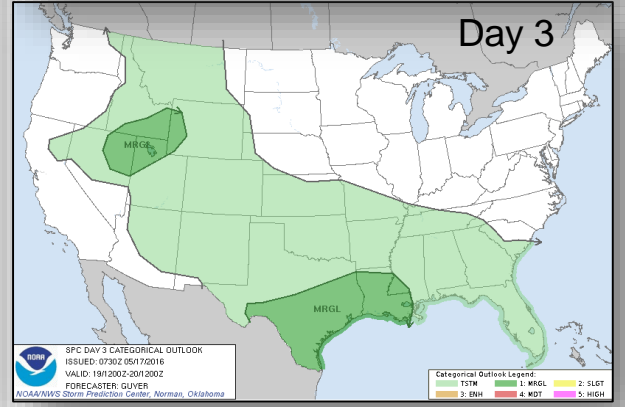 Day 3
MRGL
MRGL
NOAA
SPC DAY 3 CATEGORICAL OUTLOOK
ISSUED: 0730Z 05/17/2016
VALID: 19/1200Z-20/1200Z
FORECASTER: GUYER
NOAA/NWS Storm Prediction Center, Norman, Oklahoma
Categorical Outlook Legend:
TSTM 1: MRGL 2: SLGT
3: ENH 4: MDT 5: HIGH